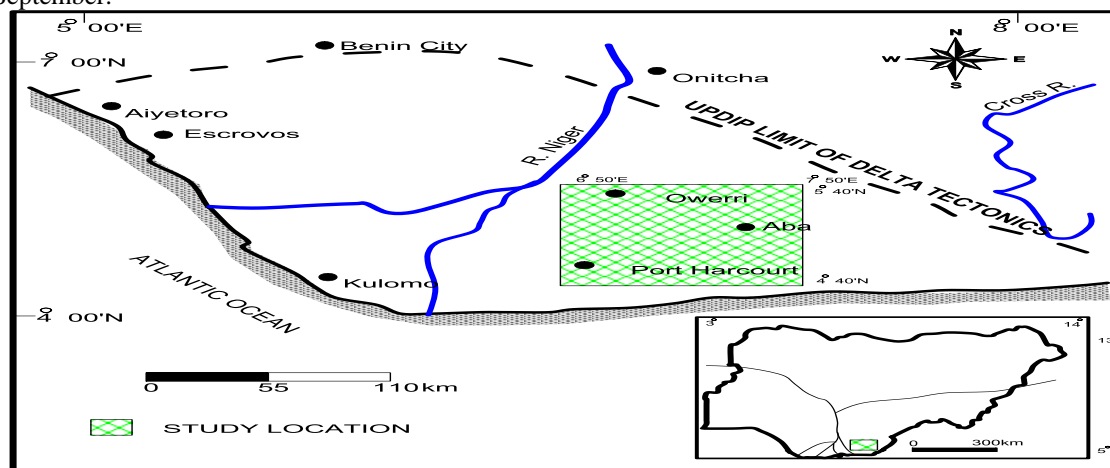 September.
5°00'E
8°00'E
7°00'N
Benin City
Onitcha
N
W E
S
Aiyetoro
Escrovos
R. Niger
Cross R.
UPDIP LIMIT OF DELTA TECTONICS
6°50'E
7°50'E
5°40'N
Owerri
Aba
Port Harcourt
4°40'N
Kulomo
ATLANTIC OCEAN
4°00'N
0 55 110km
STUDY LOCATION
3°
14°
13
0 300km
5°